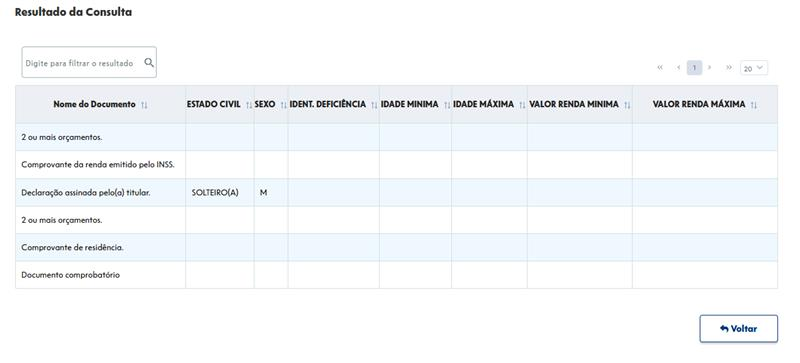 Resultado da Consulta
Digite para filtrar o resultado
« ‹ 1 › » 20
Nome do Documento ESTADO CIVIL SEXO IDENT. DEFICIÊNCIA IDADE MINIMA IDADE MÁXIMA VALOR RENDA MINIMA VALOR RENDA MÁXIMA
2 ou mais orçamentos.
Comprovante da renda emitido pelo INSS.
Declaração assinada pelo(a) titular. SOLTEIRO(A) M
2 ou mais orçamentos.
Comprovante de residência.
Documento comprobatório
Voltar